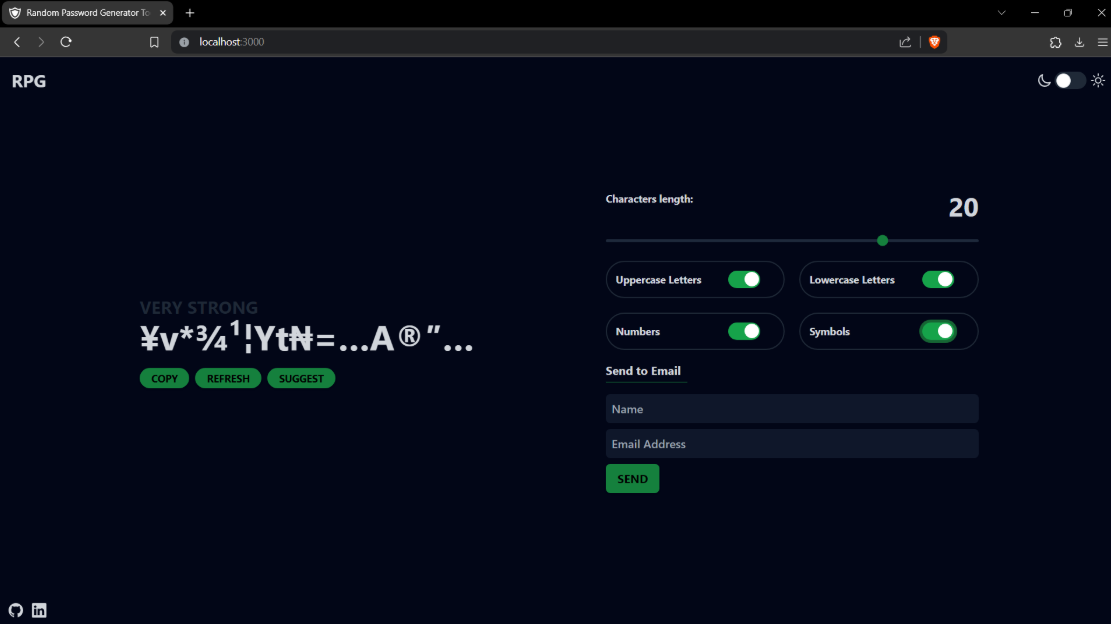 Random Password Generator To
localhost:3000
RPG
Characters length:
20
Uppercase Letters
Lowercase Letters
VERY STRONG
¥v*¾¹¦Yt₦=...A®”...
Numbers
Symbols
COPY
REFRESH
SUGGEST
Send to Email
Name
Email Address
SEND